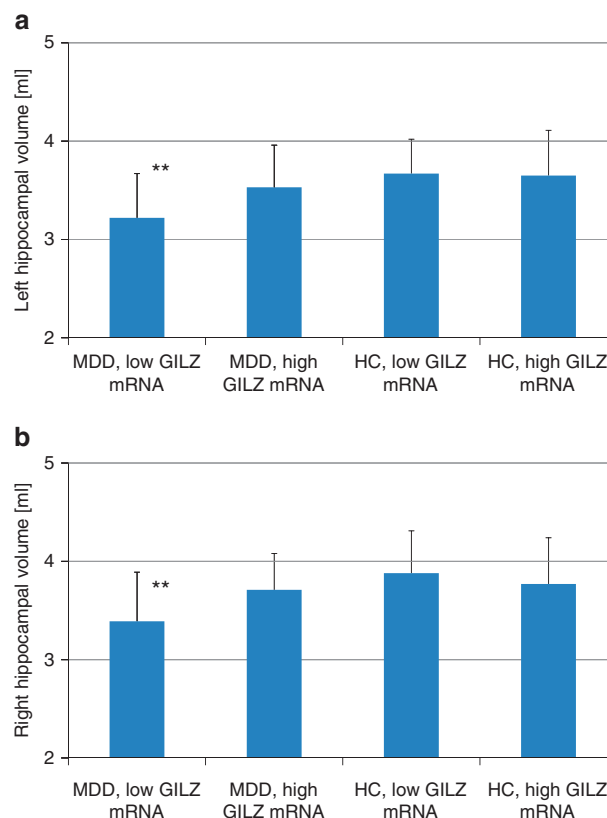 a
Left hippocampal volume [ml]
5
4
3
2
**
MDD, low GILZ
mRNA
MDD, high
GILZ mRNA
HC, low GILZ
mRNA
HC, high GILZ
mRNA
b
Right hippocampal volume [ml]
5
4
3
2
**
MDD, low GILZ
mRNA
MDD, high
GILZ mRNA
HC, low GILZ
mRNA
HC, high GILZ
mRNA